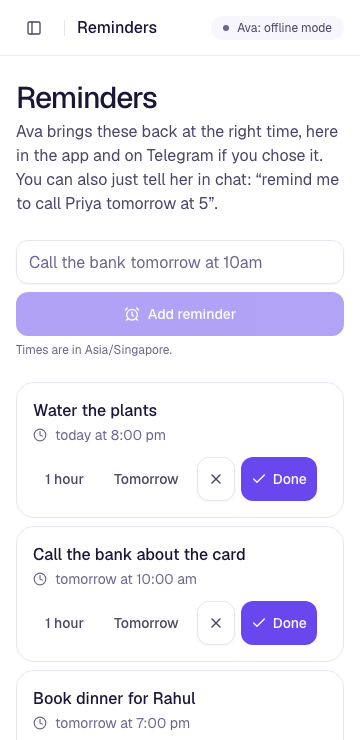 Reminders
Ava: offline mode
Reminders
Ava brings these back at the right time, here
in the app and on Telegram if you chose it.
You can also just tell her in chat: “remind me
to call Priya tomorrow at 5”.
Call the bank tomorrow at 10am
Add reminder
Times are in Asia/Singapore.
Water the plants
today at 8:00 pm
1 hour Tomorrow Done
Call the bank about the card
tomorrow at 10:00 am
1 hour Tomorrow Done
Book dinner for Rahul
tomorrow at 7:00 pm